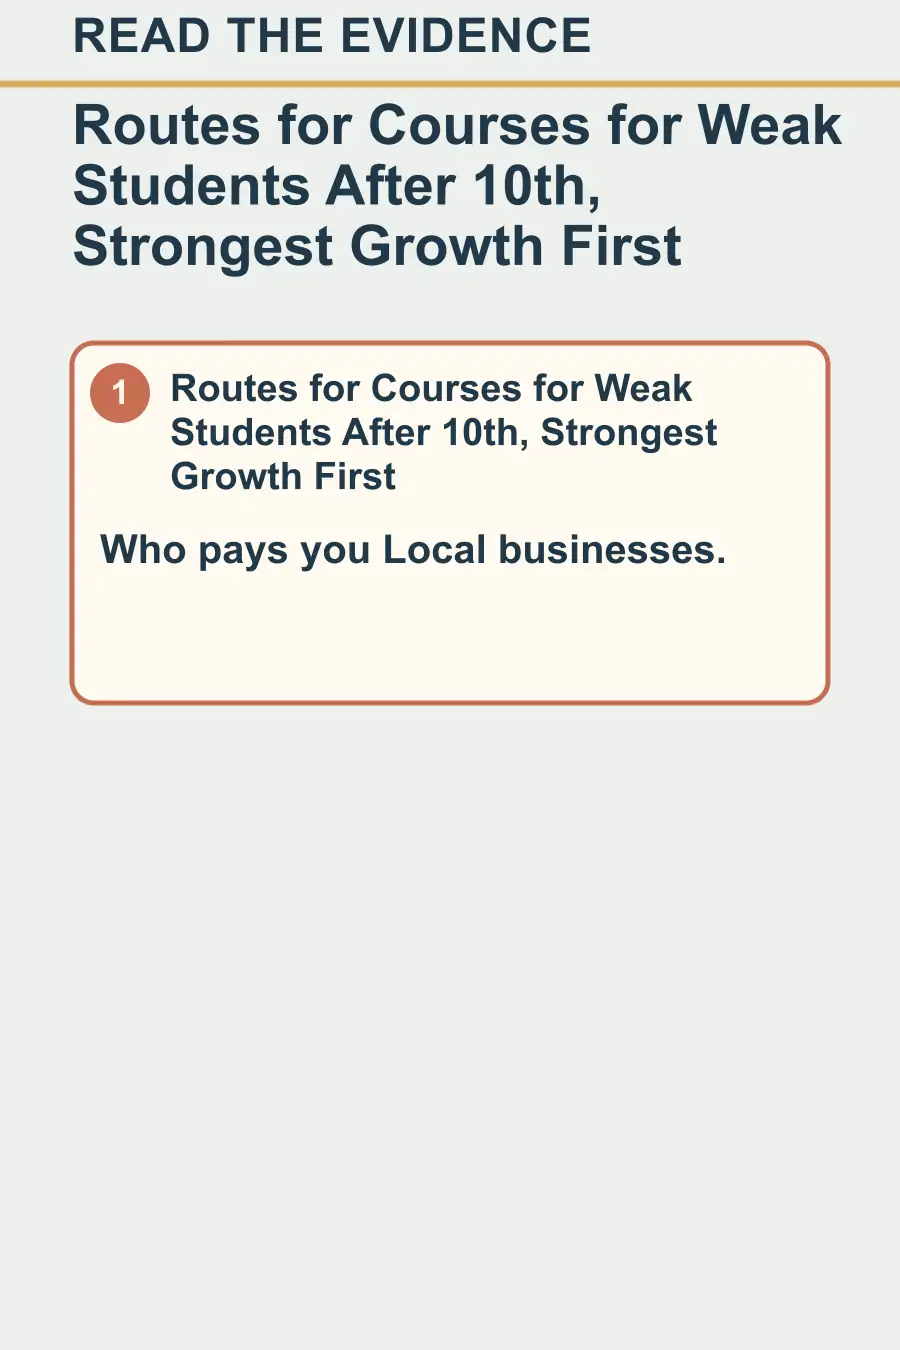 READ THE EVIDENCE
Routes for Courses for Weak
Students After 10th,
Strongest Growth First
1
Routes for Courses for Weak
Students After 10th, Strongest
Growth First
Who pays you Local businesses.